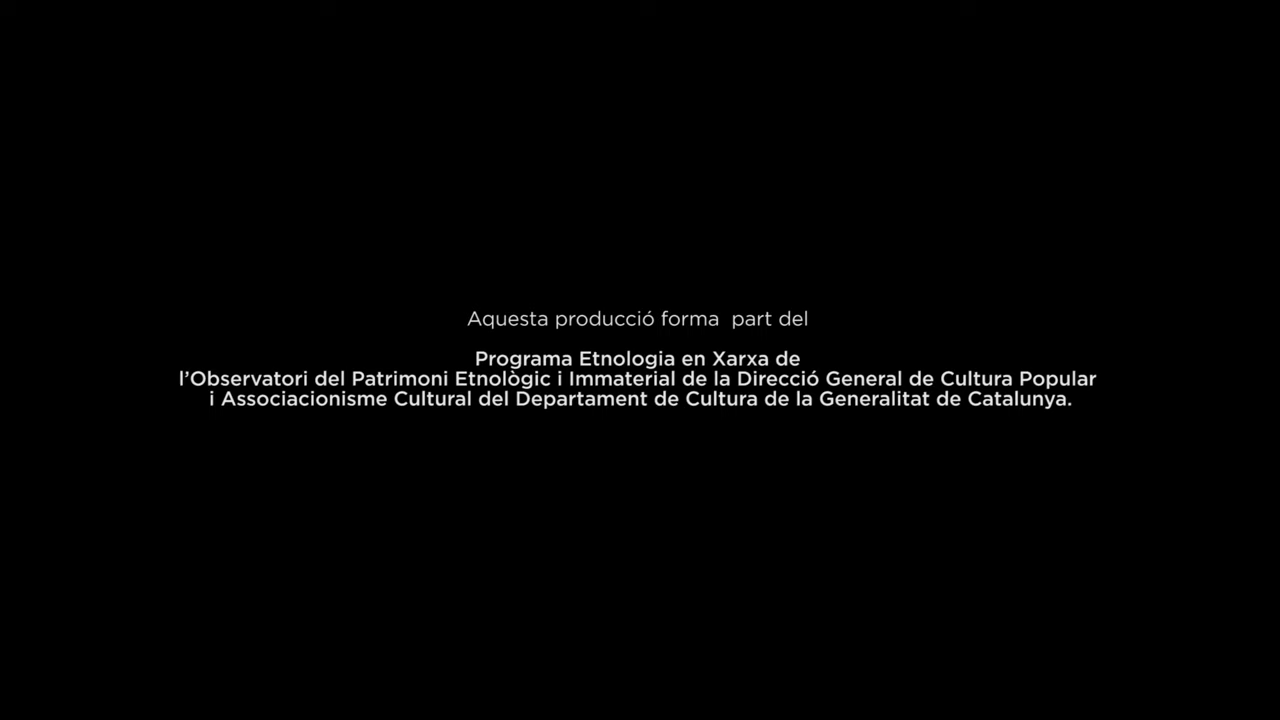 Aquesta producció forma  part del
Programa Etnologia en Xarxa de
l’Observatori del Patrimoni Etnològic i Immaterial de la Direcció General de Cultura Popular
i Associacionisme Cultural del Departament de Cultura de la Generalitat de Catalunya.